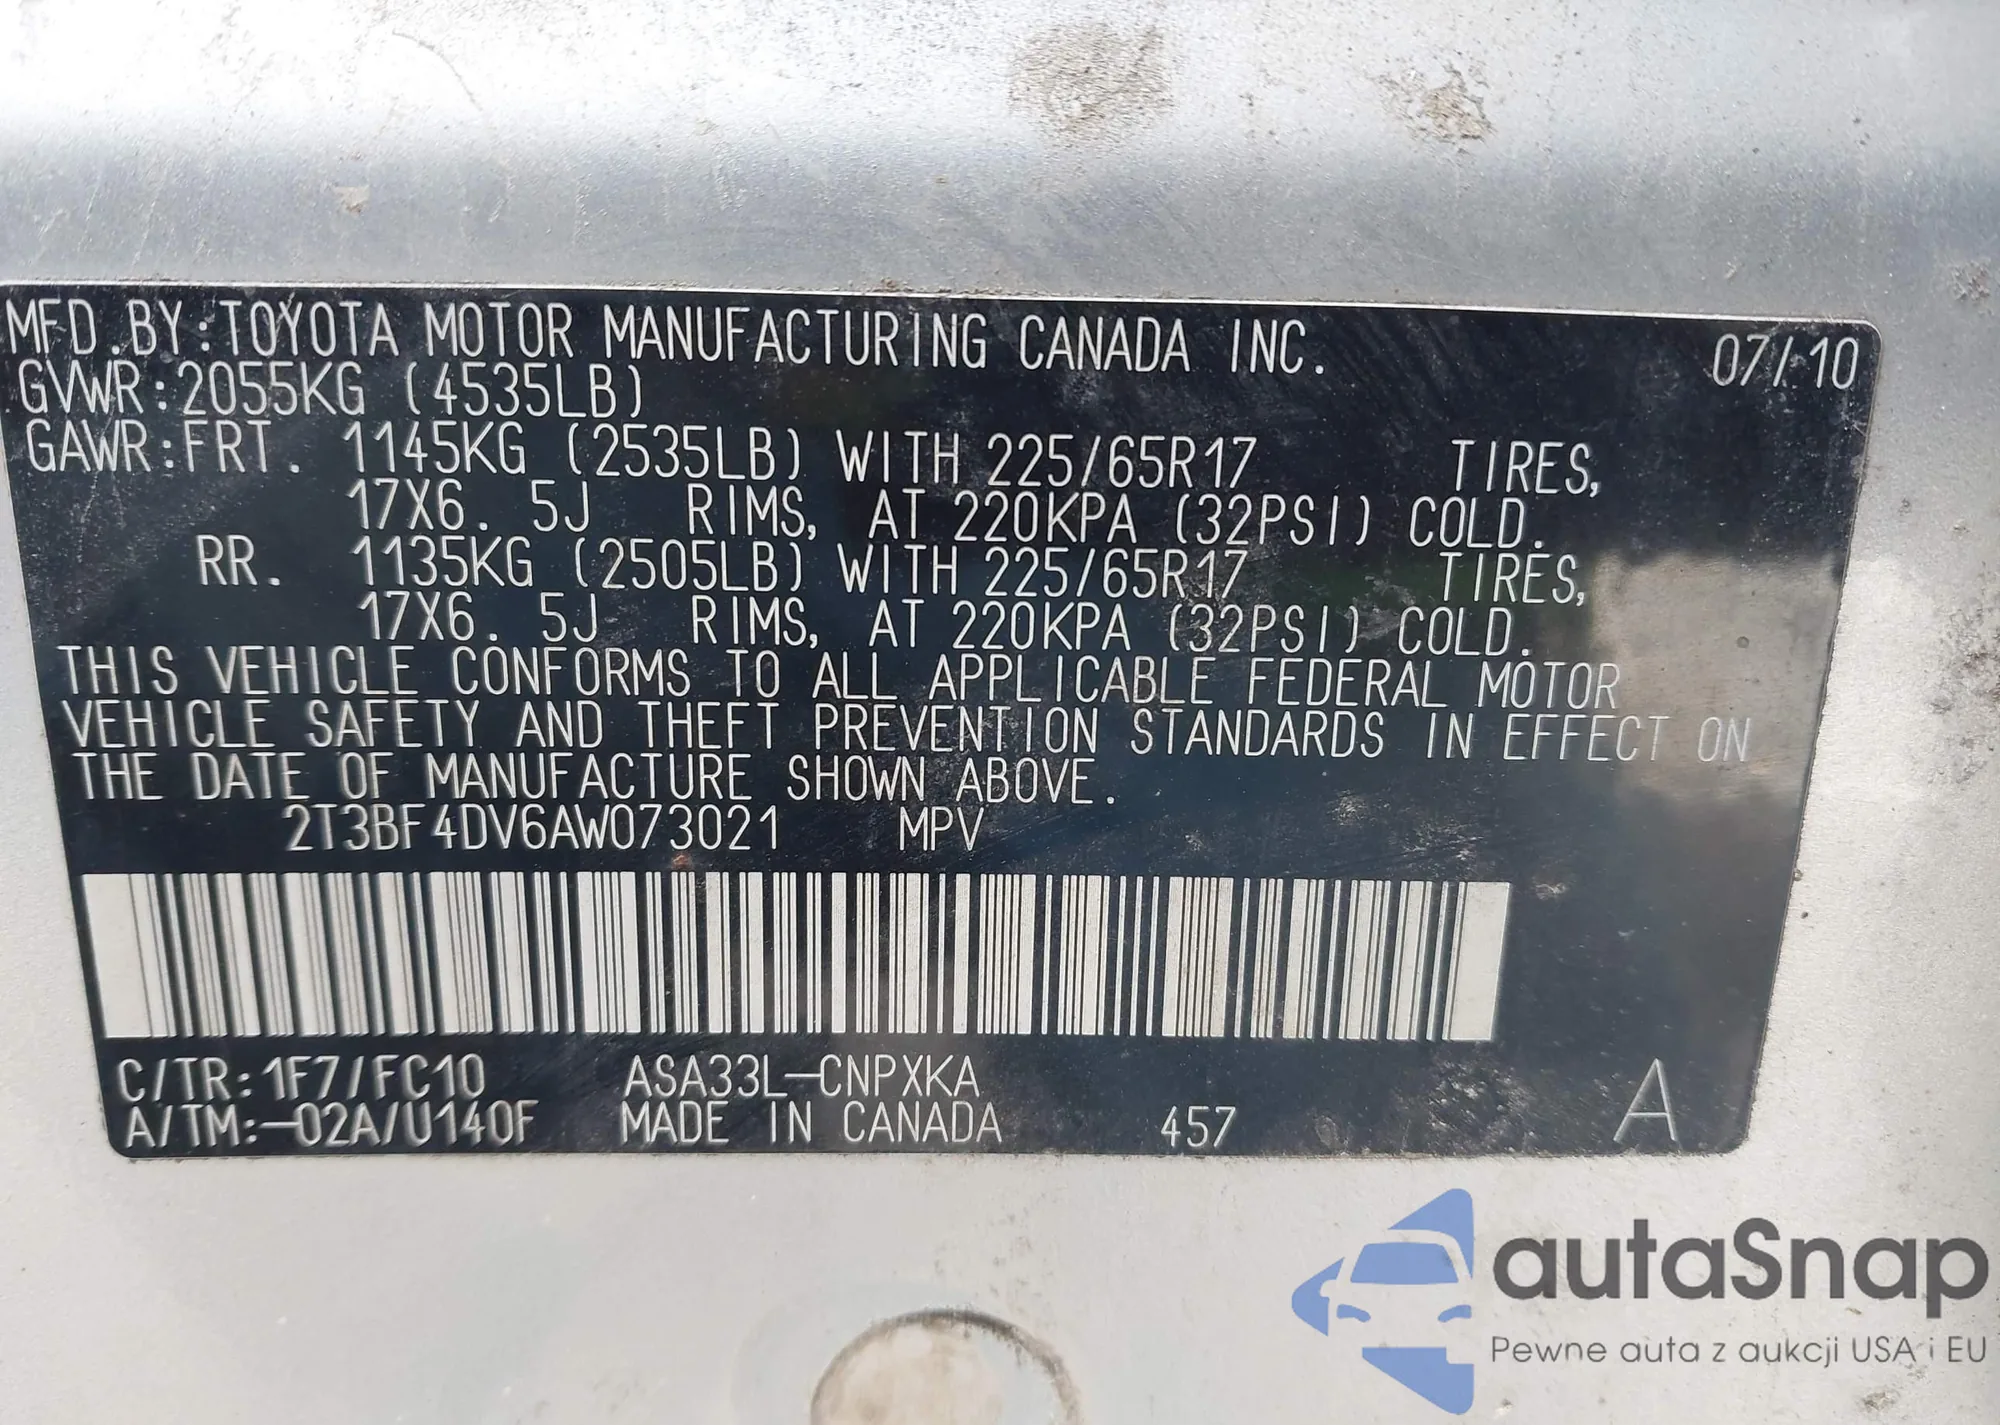 MFD.BY:TOYOTA MOTOR MANUFACTURING CANADA INC. 07/10
GVWR:2055KG (4535LB)
GAWR:FRT. 1145KG (2535LB) WITH 225/65R17 TIRES,
17X6.5J RIMS, AT 220KPA (32PSI) COLD.
RR. 1135KG (2505LB) WITH 225/65R17 TIRES,
17X6.5J RIMS, AT 220KPA (32PSI) COLD.
THIS VEHICLE CONFORMS TO ALL APPLICABLE FEDERAL MOTOR
VEHICLE SAFETY AND THEFT PREVENTION STANDARDS IN EFFECT ON
THE DATE OF MANUFACTURE SHOWN ABOVE.
2T3BF4DV6AW073021 MPV
C/TR:1F7/FC10 ASA33L-CNPXKA
A/TM:-02A/U140F MADE IN CANADA 457 A
autaSnap
Pewne auta z aukcji USA i EU